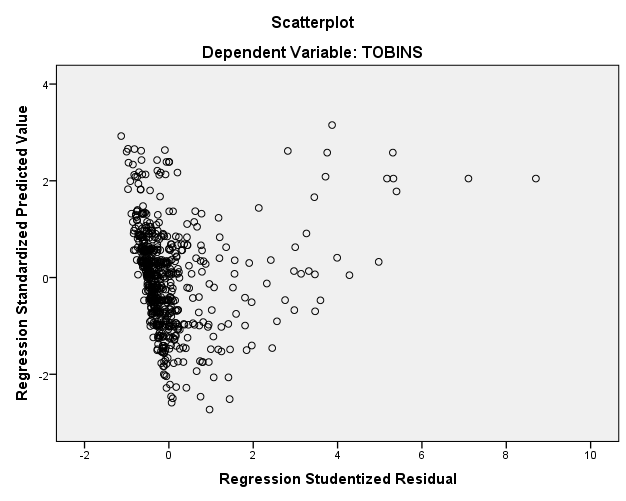 Scatterplot
Dependent Variable: TOBINS
Regression Standardized Predicted Value
4
2
0
-2
-2
0
2
4
6
8
10
Regression Studentized Residual